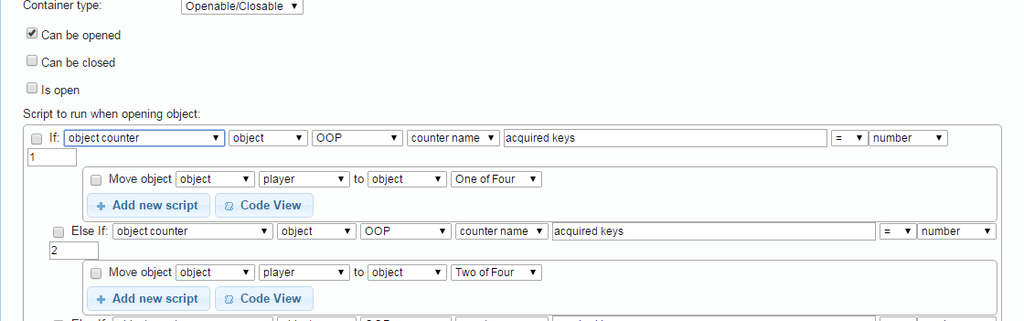 Container type: Openable/Closable
Can be opened
Can be closed
Is open
Script to run when opening object:
If: object counter object OOP counter name acquired keys = number
1
Move object object player to object One of Four
Add new script Code View
Else If: object counter object OOP counter name acquired keys = number
2
Move object object player to object Two of Four
Add new script Code View